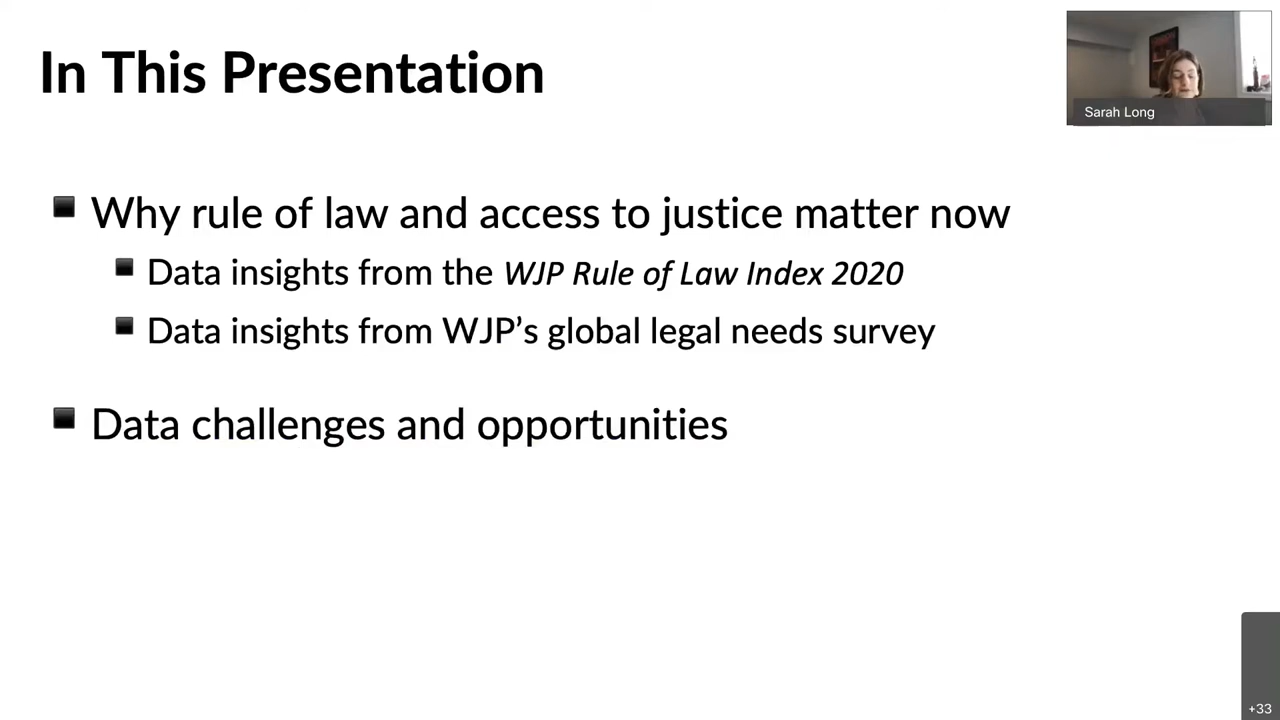 In This Presentation
Sarah Long
Why rule of law and access to justice matter now
Data insights from the WJP Rule of Law Index 2020
Data insights from WJP’s global legal needs survey
Data challenges and opportunities
+33